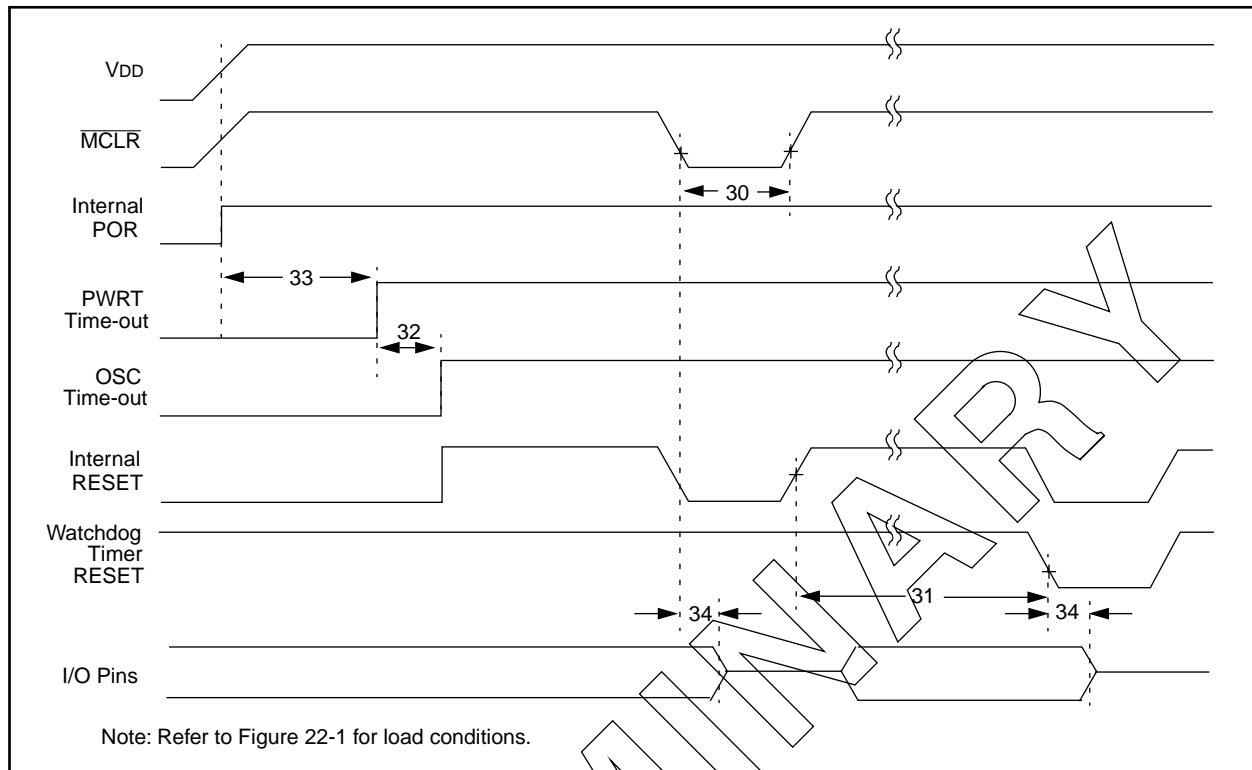 VDD
MCLR
Internal
POR
30
33
PWRT
Time-out
32
OSC
Time-out
Internal
RESET
Watchdog
Timer
RESET
31
34
34
I/O Pins
Note: Refer to Figure 22-1 for load conditions.
MINARY